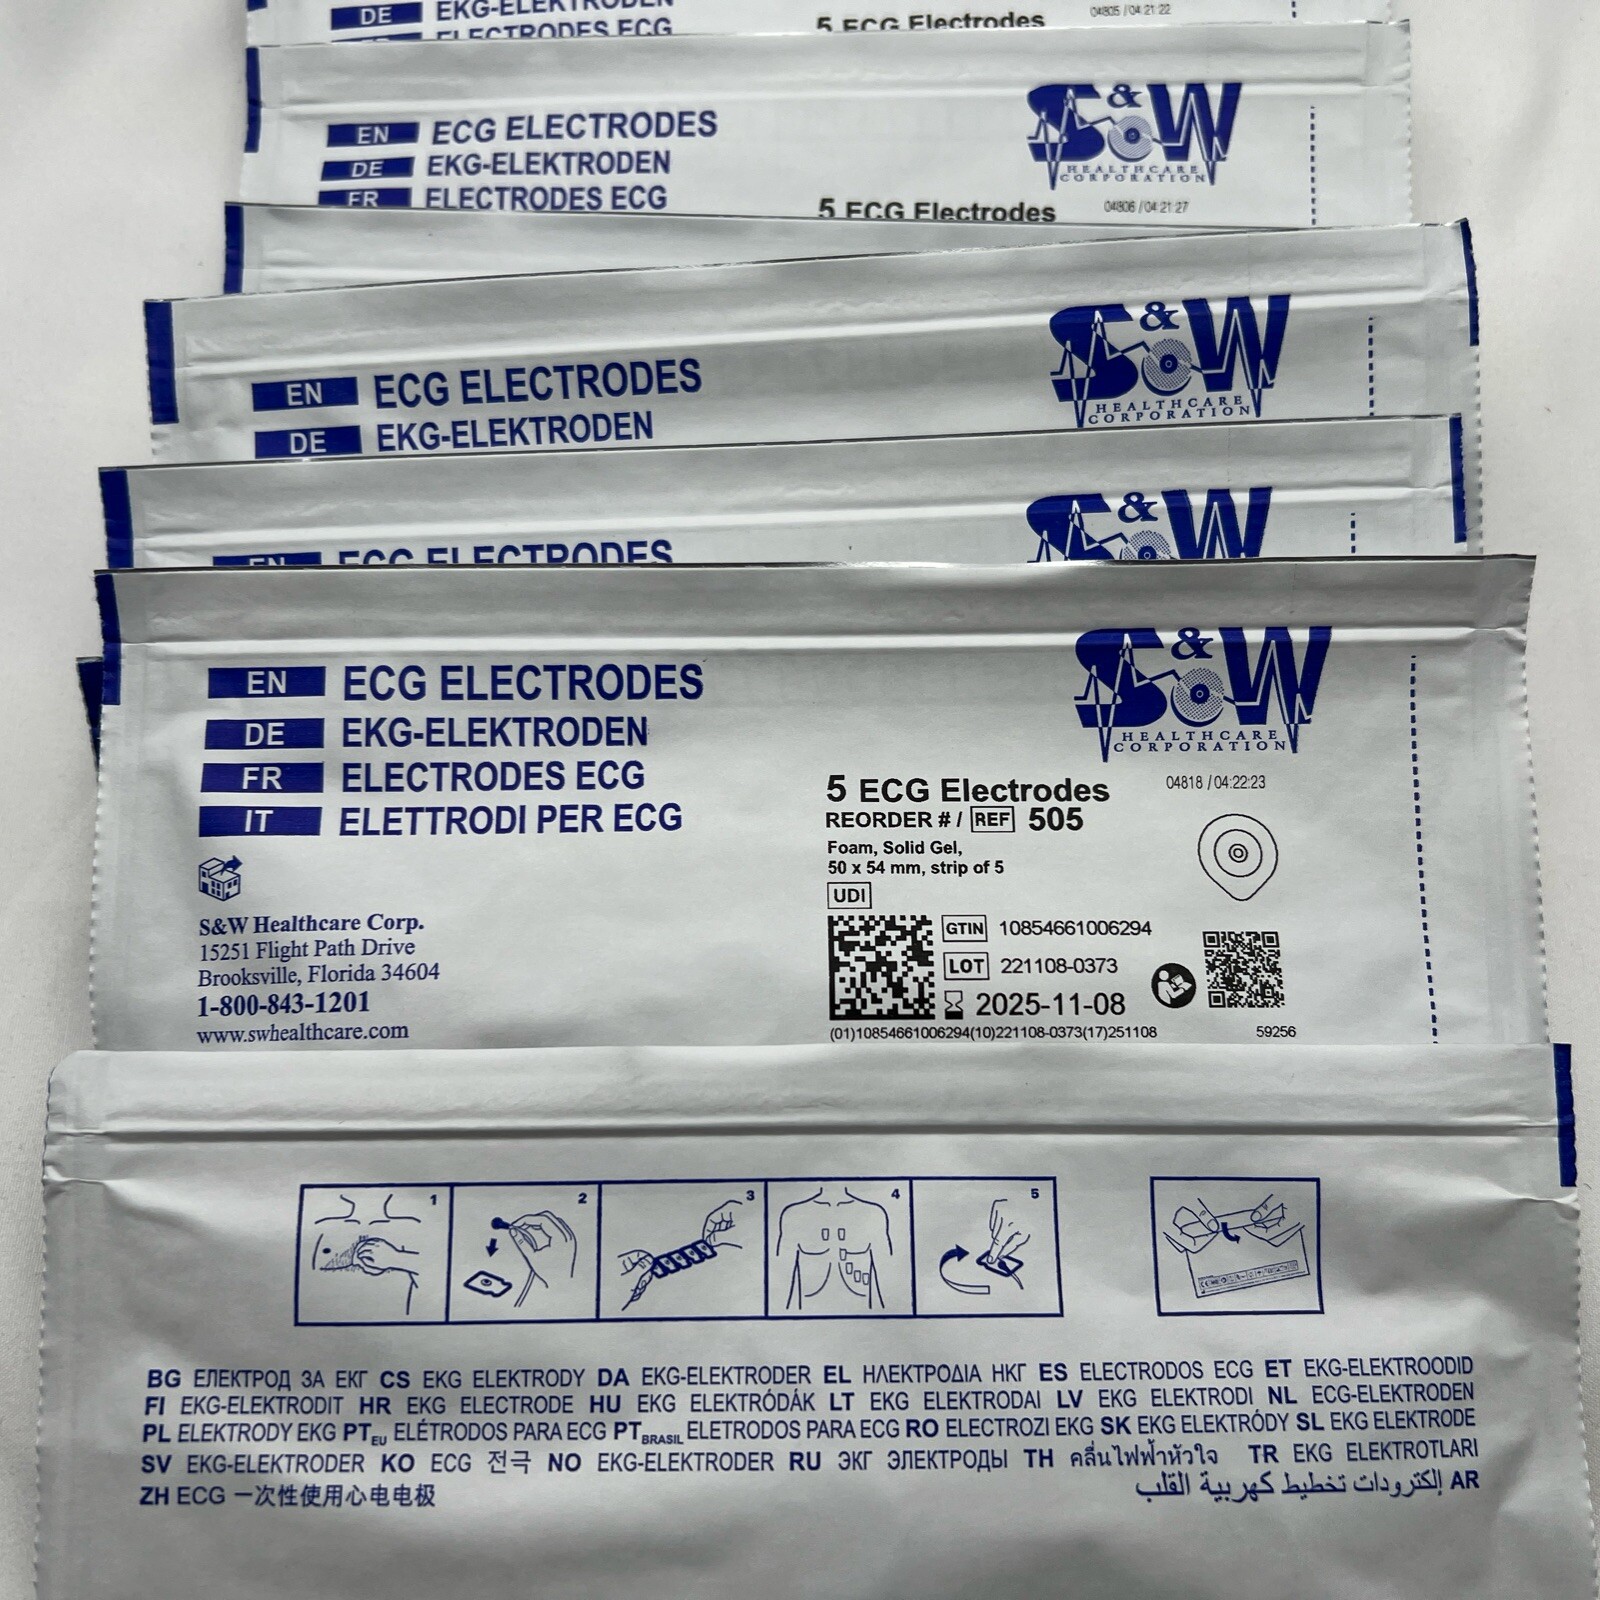 DE EKG-ELEKTRODEN
ELECTRODES ECG
5 ECG Electrodes
04805 / 04:21:22
S&W
HEALTHCARE
CORPORATION
EN ECG ELECTRODES
DE EKG-ELEKTRODEN
FR ELECTRODES ECG
5 ECG Electrodes
04806 / 04:21:27
S&W
HEALTHCARE
CORPORATION
EN ECG ELECTRODES
DE EKG-ELEKTRODEN
S&W
EN ECG ELECTRODES
S&W
HEALTHCARE
CORPORATION
EN ECG ELECTRODES
DE EKG-ELEKTRODEN
FR ELECTRODES ECG
IT ELETTRODI PER ECG
S&W Healthcare Corp.
15251 Flight Path Drive
Brooksville, Florida 34604
1-800-843-1201
www.swhealthcare.com
5 ECG Electrodes
04818 / 04:22:23
REORDER # / REF 505
Foam, Solid Gel,
50 x 54 mm, strip of 5
UDI
GTIN 10854661006294
LOT 221108-0373
2025-11-08
(01)10854661006294(10)221108-0373(17)251108
59256
1 2 3 4 5
BG ЕЛЕКТРОД ЗА ЕКГ CS EKG ELEKTRODY DA EKG-ELEKTRODER EL ΗΛΕΚΤΡΟΔΙΑ ΗΚΓ ES ELECTRODOS ECG ET EKG-ELEKTROODID
FI EKG-ELEKTRODIT HR EKG ELECTRODE HU EKG ELEKTRÓDÁK LT EKG ELEKTRODAI LV EKG ELEKTRODI NL ECG-ELEKTRODEN
PL ELEKTRODY EKG PT EU ELÉTRODOS PARA ECG PT BRASIL ELETRODOS PARA ECG RO ELECTROZI EKG SK EKG ELEKTRÓDY SL EKG ELEKTRODE
SV EKG-ELEKTRODER KO ECG 전극 NO EKG-ELEKTRODER RU ЭКГ ЭЛЕКТРОДЫ TH คลื่นไฟฟ้าหัวใจ TR EKG ELEKTROTLARI
ZH ECG 一次性使用心电电极
AR إلكترودات تخطيط كهربية القلب